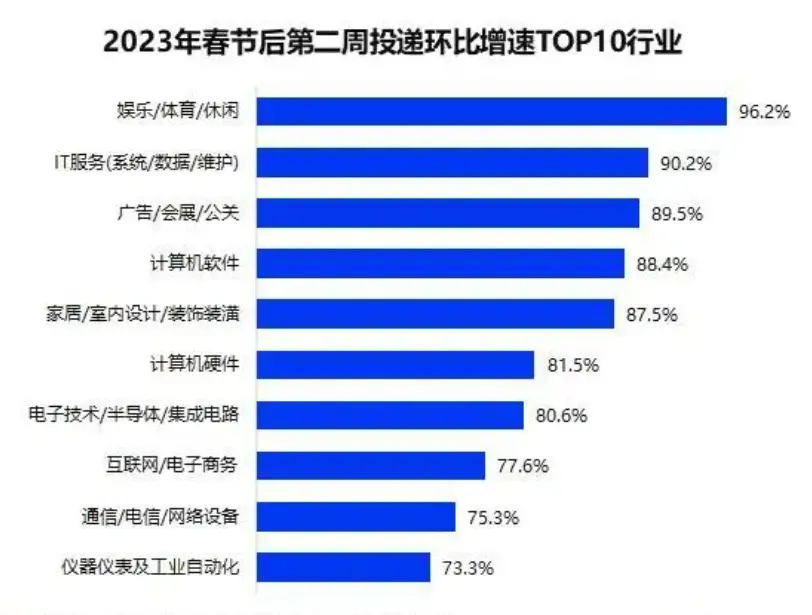 2023年春节后第二周投递环比增速TOP10行业
娱乐/体育/休闲 96.2%
IT服务(系统/数据/维护) 90.2%
广告/会展/公关 89.5%
计算机软件 88.4%
家居/室内设计/装饰装潢 87.5%
计算机硬件 81.5%
电子技术/半导体/集成电路 80.6%
互联网/电子商务 77.6%
通信/电信/网络设备 75.3%
仪器仪表及工业自动化 73.3%